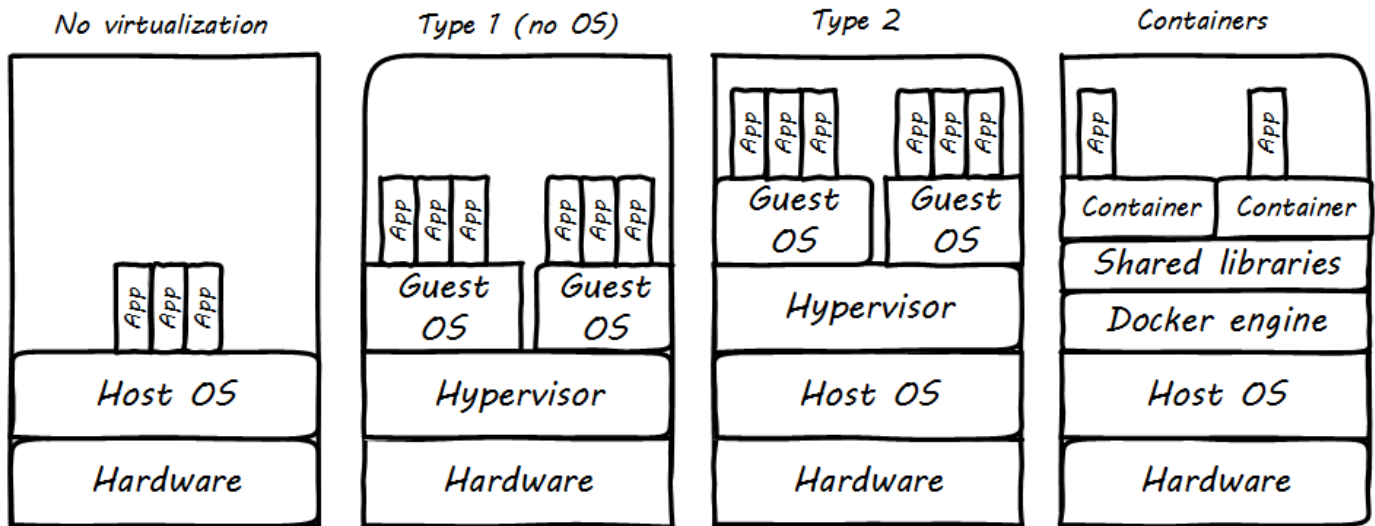 No virtualization
App App App
Host OS
Hardware
Type 1 (no OS)
App App App
App App App
Guest
OS
Guest
OS
Hypervisor
Hardware
Type 2
App App App
App App App
Guest
OS
Guest
OS
Hypervisor
Host OS
Hardware
Containers
App
App
Container
Container
Shared libraries
Docker engine
Host OS
Hardware